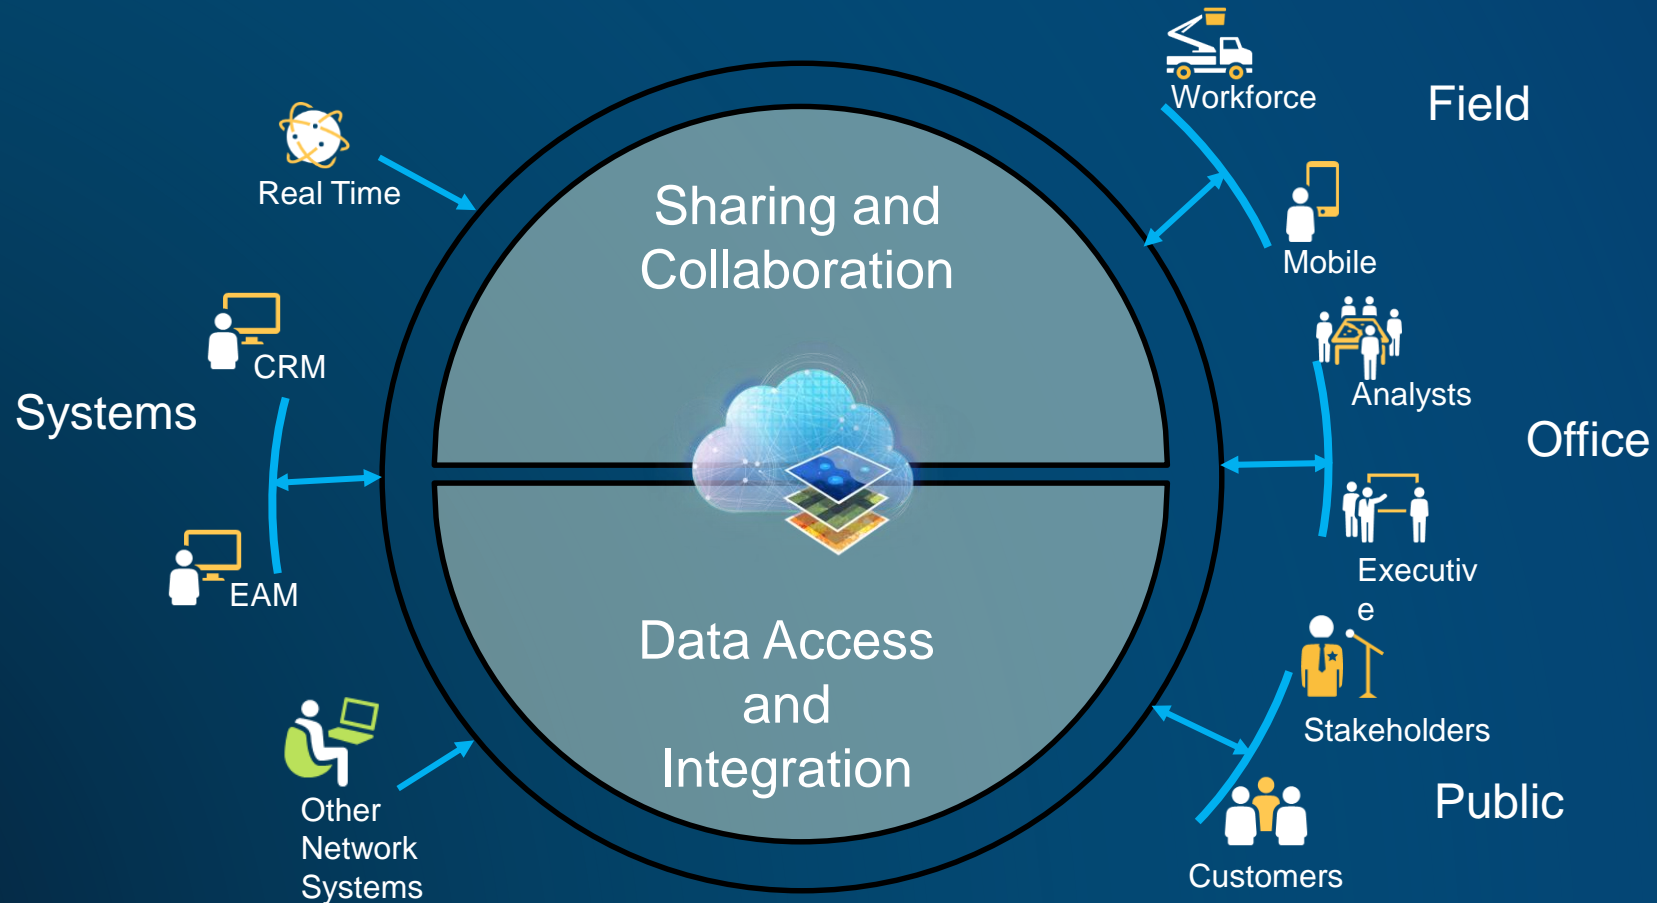 Workforce
Field
Real Time
Sharing and
Collaboration
Mobile
CRM
Analysts
Systems
Office
EAM
Executiv
e
Data Access
and
Integration
Stakeholders
Other
Network
Systems
Public
Customers